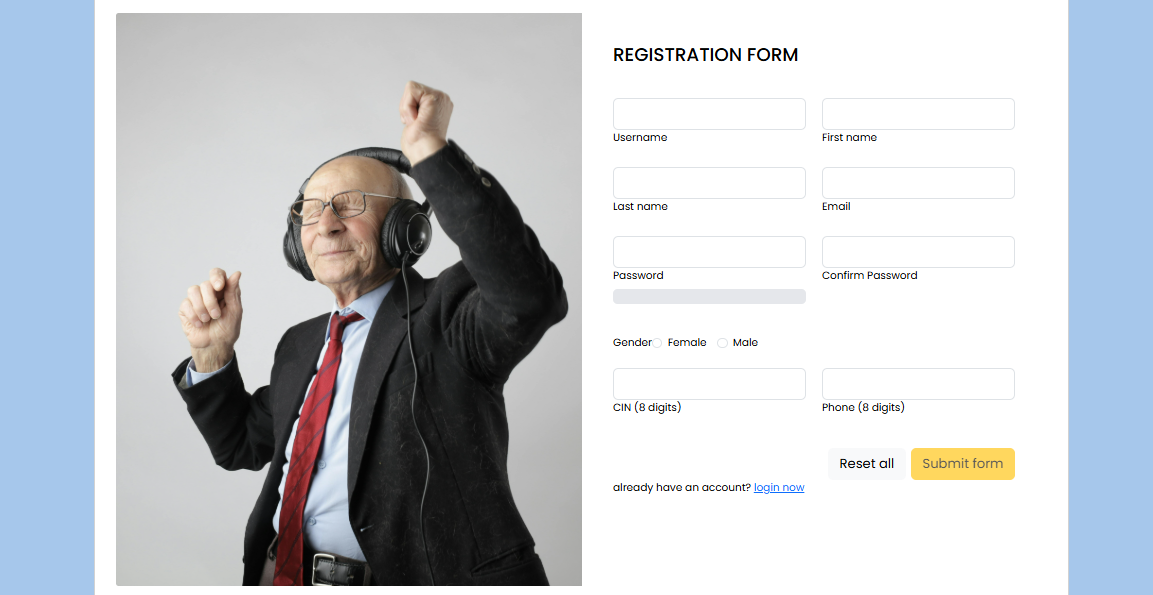 REGISTRATION FORM
Username First name
Last name Email
Password Confirm Password
Gender Female Male
CIN (8 digits) Phone (8 digits)
Reset all Submit form
already have an account? login now